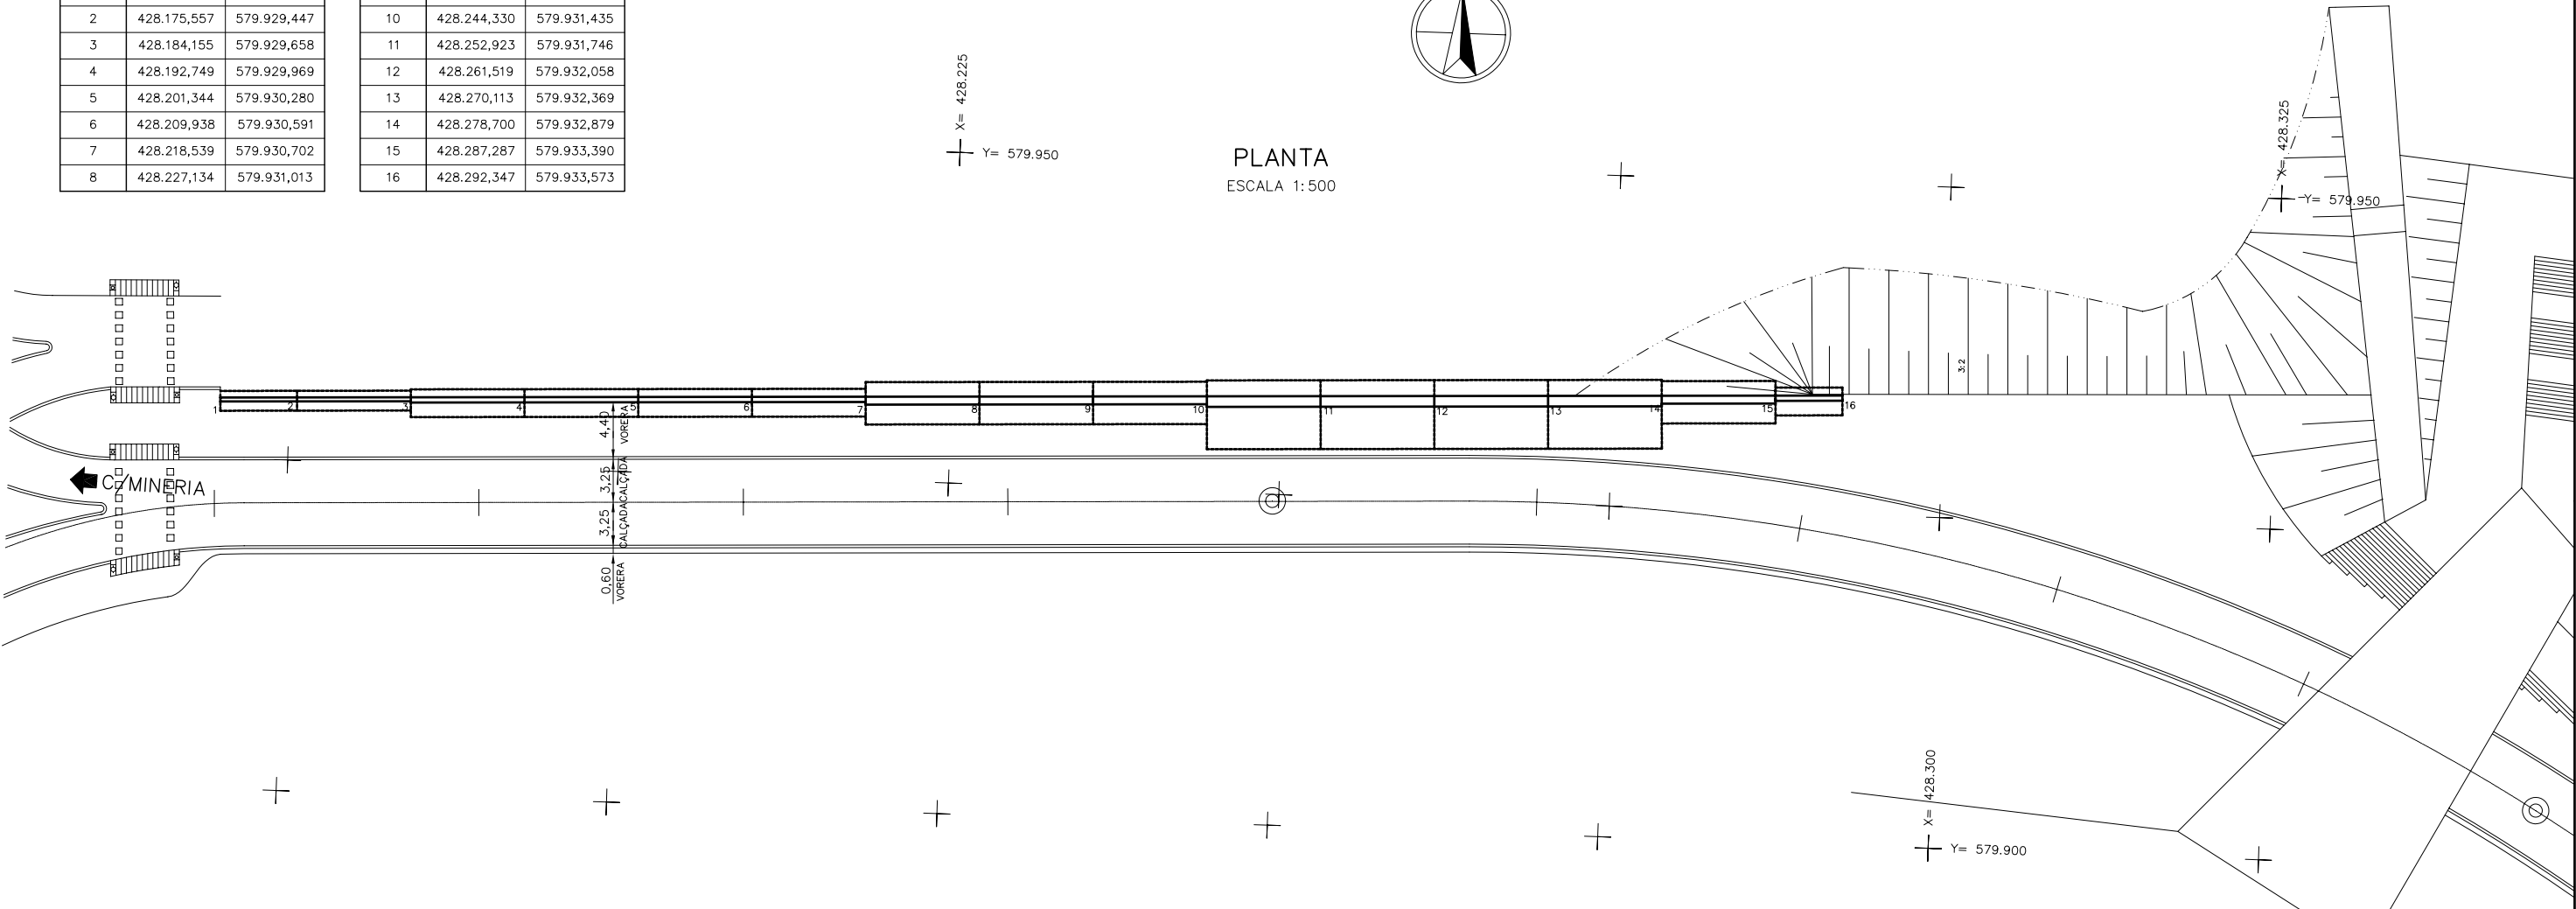 2 428.175,557 579.929,447
3 428.184,155 579.929,658
4 428.192,749 579.929,969
5 428.201,344 579.930,280
6 428.209,938 579.930,591
7 428.218,539 579.930,702
8 428.227,134 579.931,013
10 428.244,330 579.931,435
11 428.252,923 579.931,746
12 428.261,519 579.932,058
13 428.270,113 579.932,369
14 428.278,700 579.932,879
15 428.287,287 579.933,390
16 428.292,347 579.933,573
X= 428.225
Y= 579.950
PLANTA
ESCALA 1:500
X= 428.325
Y= 579.950
3:2
1
2
3
4
5
6
7
8
9
10
11
12
13
14
15
16
4,40
VORERA
3,25
CALÇADA
3,25
CALÇADA
0,60
VORERA
C/MINERIA
X= 428.300
Y= 579.900